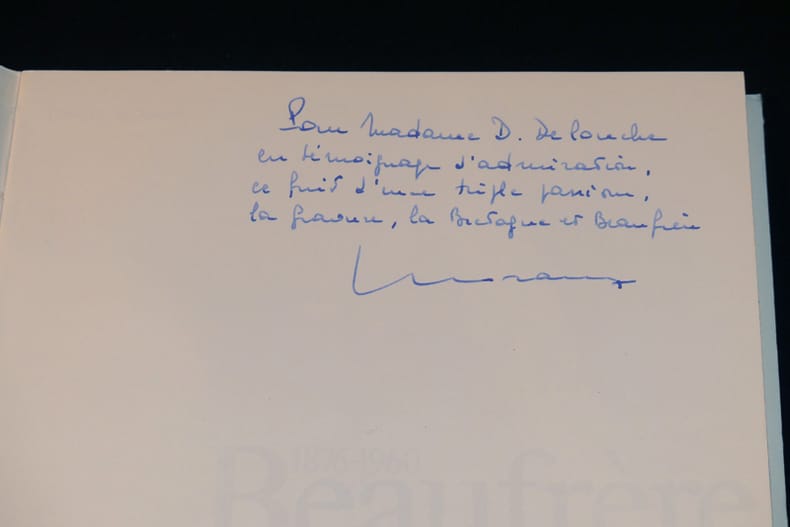 Pour Madame D. Delouche
en témoignage d'admiration,
ce fruit d'une triple passion,
la gravure, la Bretagne et Beaufrère
1876-1960
Beaufrère